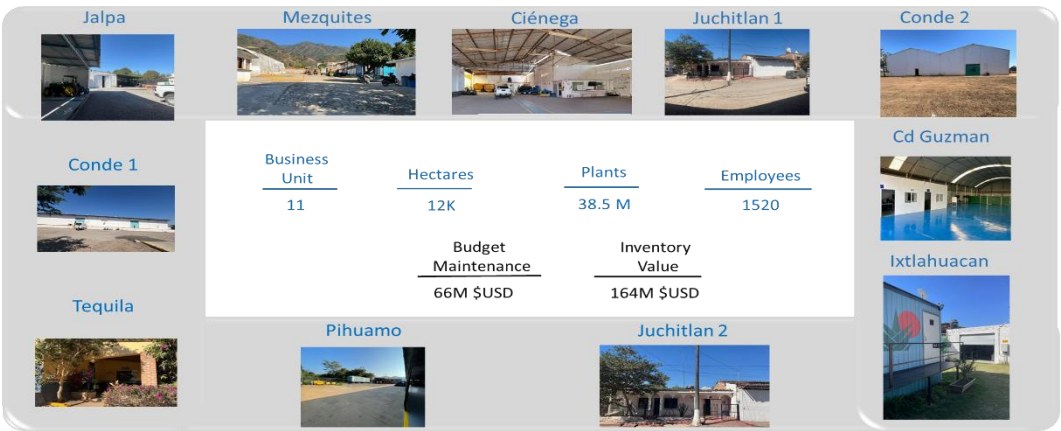 Jalpa
Mezquites
Ciénega
Juchitlan 1
Conde 2
Conde 1
Cd Guzman
Business
Unit
11
Hectares
12K
Plants
38.5 M
Employees
1520
Budget
Maintenance
66M $USD
Inventory
Value
164M $USD
Ixtlahuacan
Tequila
Pihuamo
Juchitlan 2